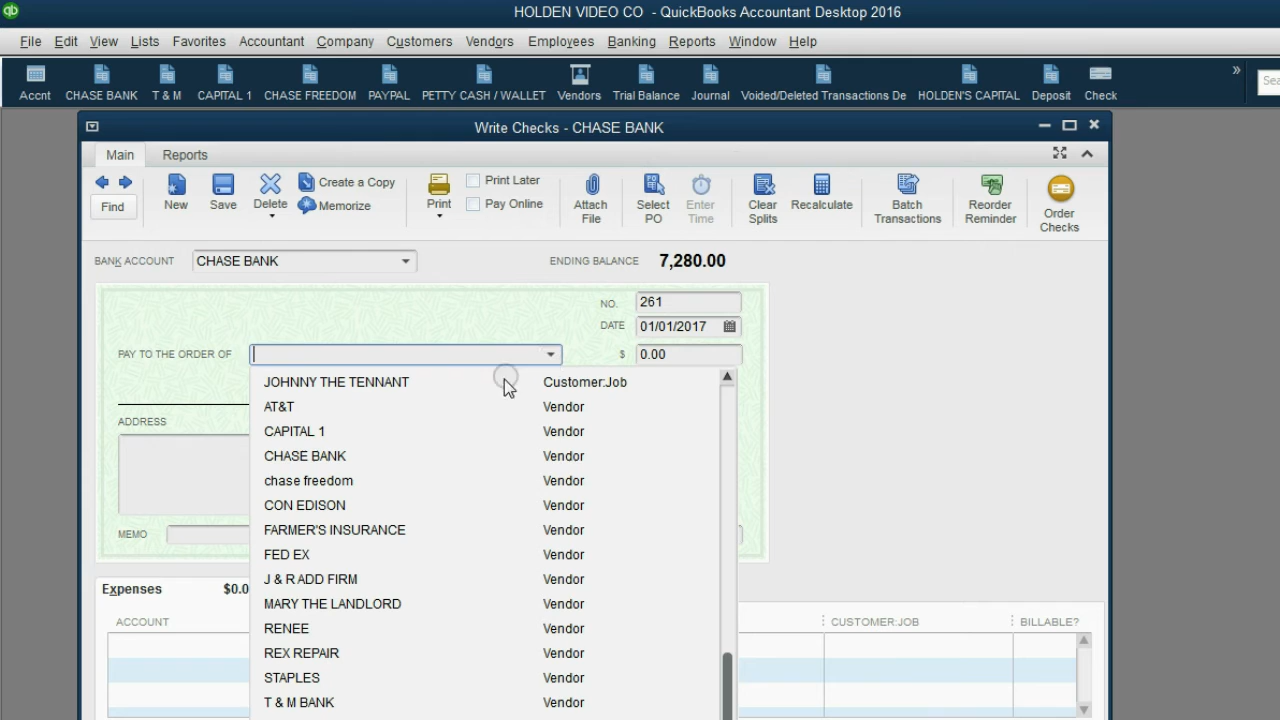 HOLDEN VIDEO CO - QuickBooks Accountant Desktop 2016
File Edit View Lists Favorites Accountant Company Customers Vendors Employees Banking Reports Window Help
Accnt CHASE BANK T & M CAPITAL 1 CHASE FREEDOM PAYPAL PETTY CASH / WALLET Vendors Trial Balance Journal Voided/Deleted Transactions De HOLDEN'S CAPITAL Deposit Check » Sea
Write Checks - CHASE BANK
Main Reports
Find New Save Delete Create a Copy Memorize Print Print Later Pay Online Attach File Select PO Enter Time Clear Splits Recalculate Batch Transactions Reorder Reminder Order Checks
BANK ACCOUNT CHASE BANK ENDING BALANCE 7,280.00
NO. 261
DATE 01/01/2017
PAY TO THE ORDER OF $ 0.00
JOHNNY THE TENNANT Customer:Job
AT&T Vendor
ADDRESS
CAPITAL 1 Vendor
CHASE BANK Vendor
chase freedom Vendor
CON EDISON Vendor
FARMER'S INSURANCE Vendor
MEMO
FED EX Vendor
J & R ADD FIRM Vendor
Expenses $0.0
MARY THE LANDLORD Vendor
ACCOUNT CUSTOMER:JOB BILLABLE?
RENEE Vendor
REX REPAIR Vendor
STAPLES Vendor
T & M BANK Vendor